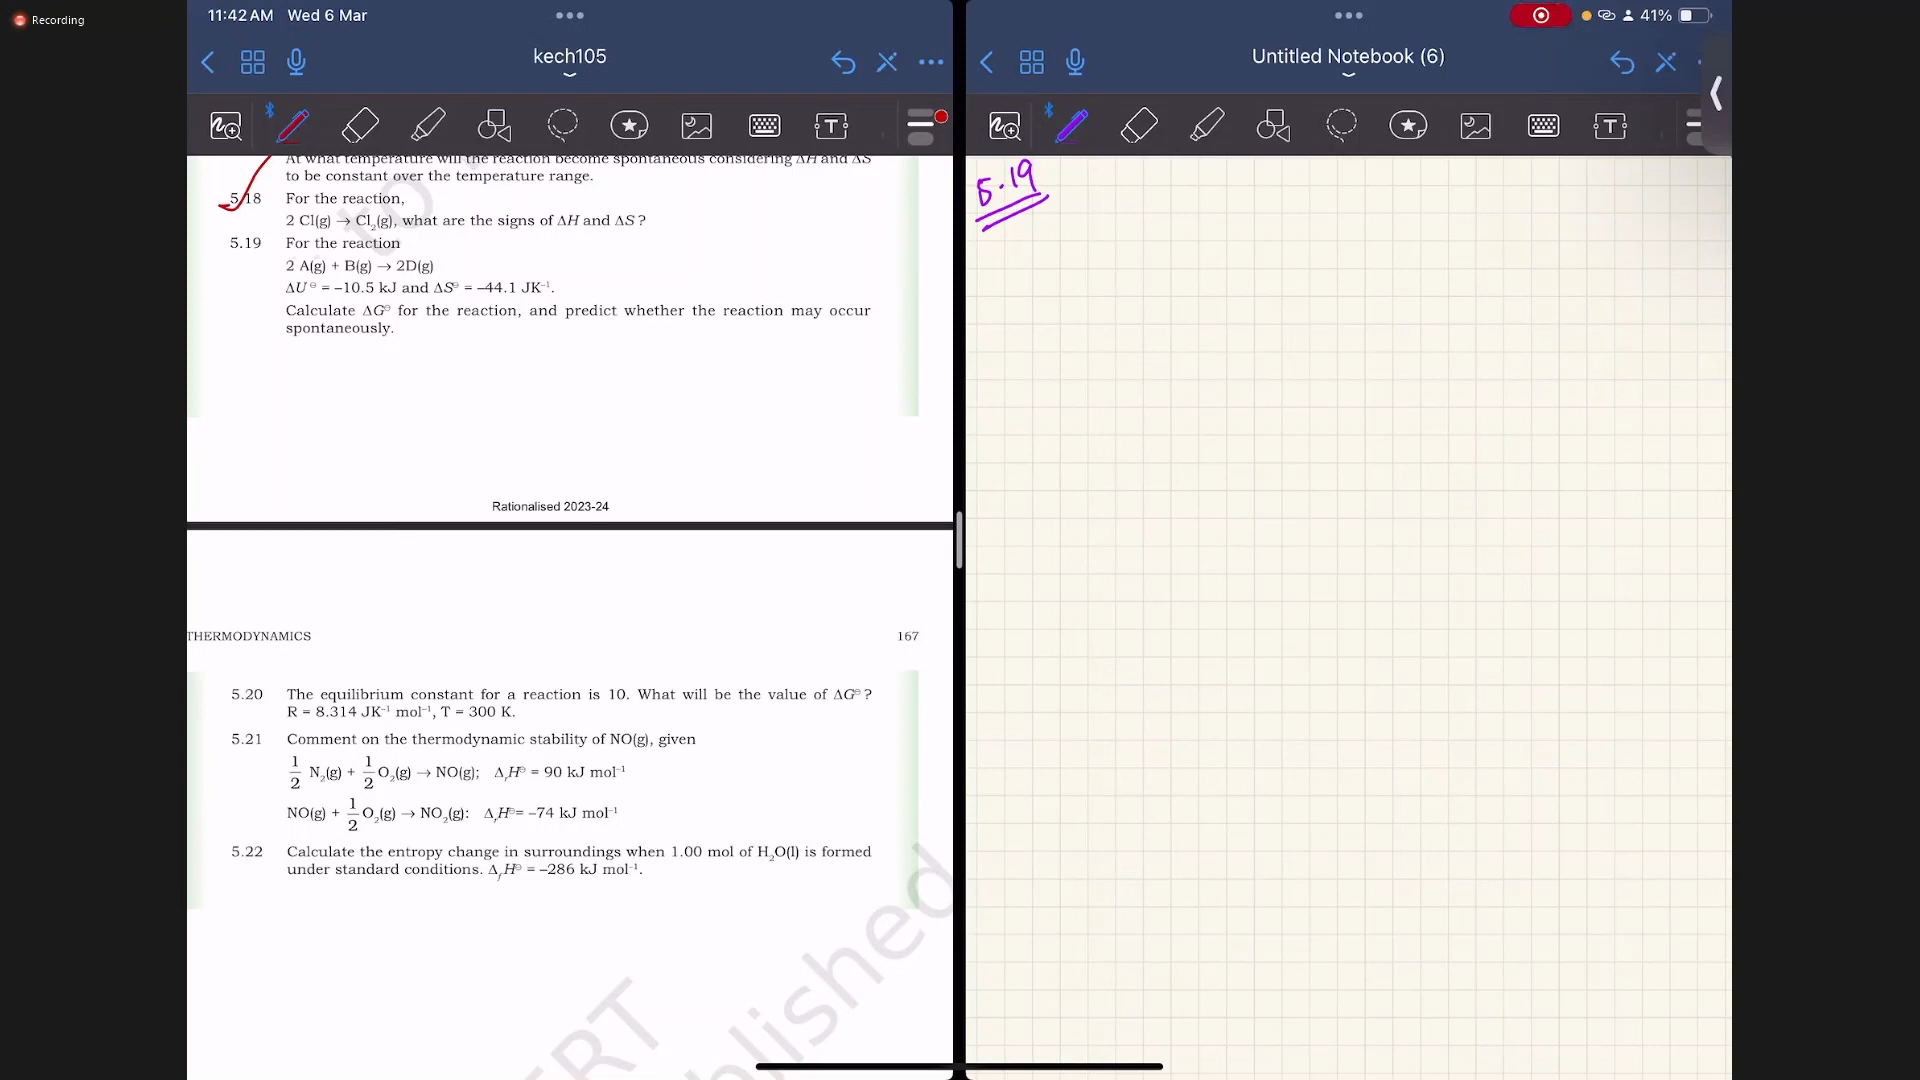 Recording
11:42 AM Wed 6 Mar
41%
kech105
Untitled Notebook (6)
At what temperature will the reaction become spontaneous considering ΔH and ΔS
to be constant over the temperature range.
5.18 For the reaction,
2 Cl(g) → Cl₂(g), what are the signs of ΔH and ΔS ?
5.19 For the reaction
2 A(g) + B(g) → 2D(g)
ΔU⊖ = –10.5 kJ and ΔS⊖ = –44.1 JK⁻¹.
Calculate ΔG⊖ for the reaction, and predict whether the reaction may occur
spontaneously.
Rationalised 2023-24
THERMODYNAMICS 167
5.20 The equilibrium constant for a reaction is 10. What will be the value of ΔG⊖ ?
R = 8.314 JK⁻¹ mol⁻¹, T = 300 K.
5.21 Comment on the thermodynamic stability of NO(g), given
1/2 N₂(g) + 1/2 O₂(g) → NO(g); ΔᵣH⊖ = 90 kJ mol⁻¹
NO(g) + 1/2 O₂(g) → NO₂(g): ΔᵣH⊖= –74 kJ mol⁻¹
5.22 Calculate the entropy change in surroundings when 1.00 mol of H₂O(l) is formed
under standard conditions. Δ_f H⊖ = –286 kJ mol⁻¹.
5.19